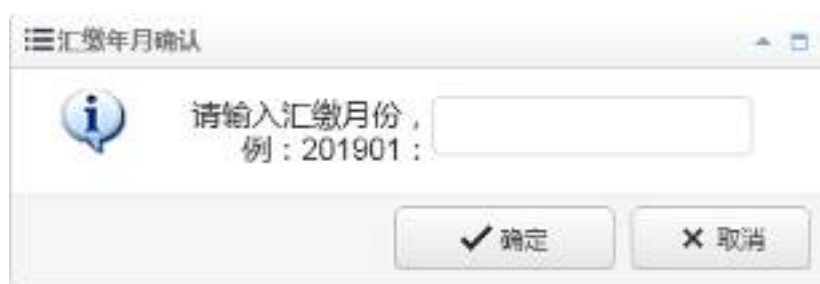 汇缴年月确认
请输入汇缴月份，
例：201901：
确定
取消